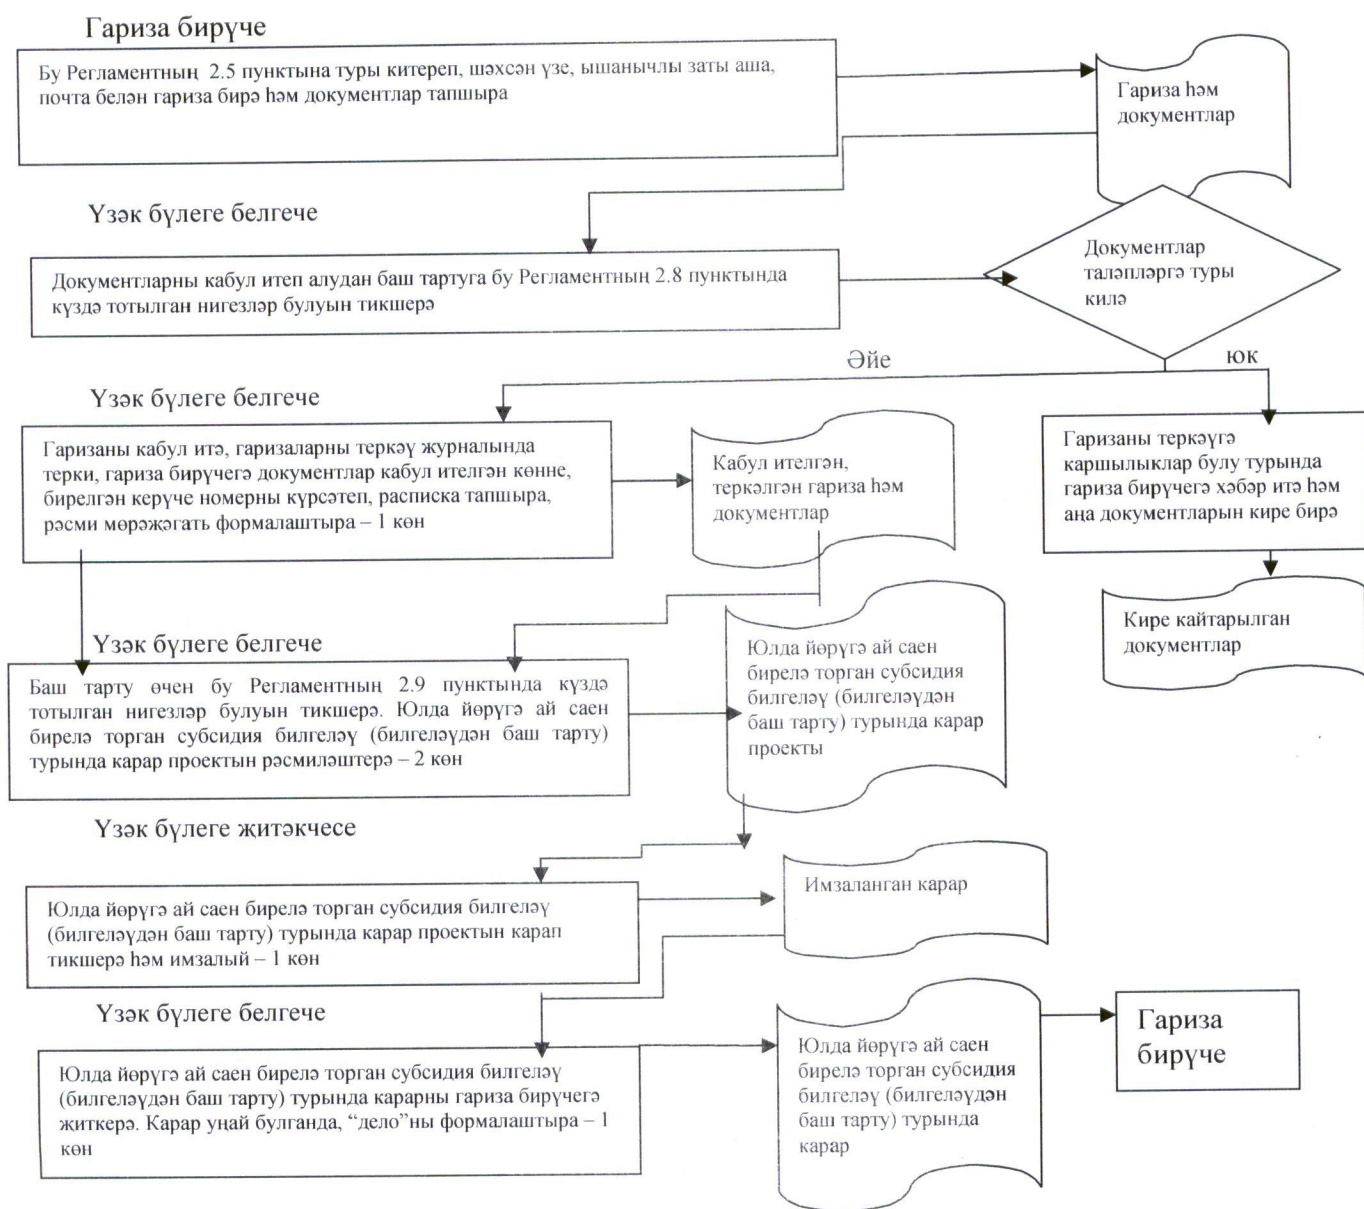 Гариза бирүче
Бу Регламентның 2.5 пунктына туры китереп, шәхсән үзе, ышанычлы заты аша,
почта белән гариза бирә һәм документлар тапшыра
Гариза һәм
документлар
Үзәк бүлеге белгече
Документларны кабул итеп алудан баш тартуга бу Регламентның 2.8 пунктында
күздә тотылган нигезләр булуын тикшерә
Документлар
таләпләргә туры
килә
Әйе
юк
Үзәк бүлеге белгече
Гаризаны кабул итә, гаризаларны теркәү журналында
терки, гариза бирүчегә документлар кабул ителгән көнне,
бирелгән керүче номерны күрсәтеп, расписка тапшыра,
рәсми мөрәҗәгать формалаштыра – 1 көн
Кабул ителгән,
теркәлгән гариза һәм
документлар
Гаризаны теркәүгә
каршылыклар булу турында
гариза бирүчегә хәбәр итә һәм
аңа документларын кире бирә
Кире кайтарылган
документлар
Үзәк бүлеге белгече
Баш тарту өчен бу Регламентның 2.9 пунктында күздә
тотылган нигезләр булуын тикшерә. Юлда йөрүгә ай саен
бирелә торган субсидия билгеләү (билгеләүдән баш тарту)
турында карар проектын рәсмиләштерә – 2 көн
Юлда йөрүгә ай саен
бирелә торган субсидия
билгеләү (билгеләүдән
баш тарту) турында карар
проекты
Үзәк бүлеге җитәкчесе
Юлда йөрүгә ай саен бирелә торган субсидия билгеләү
(билгеләүдән баш тарту) турында карар проектын карап
тикшерә һәм имзалый – 1 көн
Имзаланган карар
Үзәк бүлеге белгече
Юлда йөрүгә ай саен бирелә торган субсидия билгеләү
(билгеләүдән баш тарту) турында карарны гариза бирүчегә
җиткерә. Карар уңай булганда, “дело”ны формалаштыра – 1
көн
Юлда йөрүгә ай саен
бирелә торган субсидия
билгеләү (билгеләүдән
баш тарту) турында
карар
Гариза
бирүче